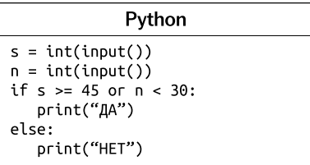 Python
s = int(input())
n = int(input())
if s >= 45 or n < 30:
    print(“ДА”)
else:
    print(“НЕТ”)